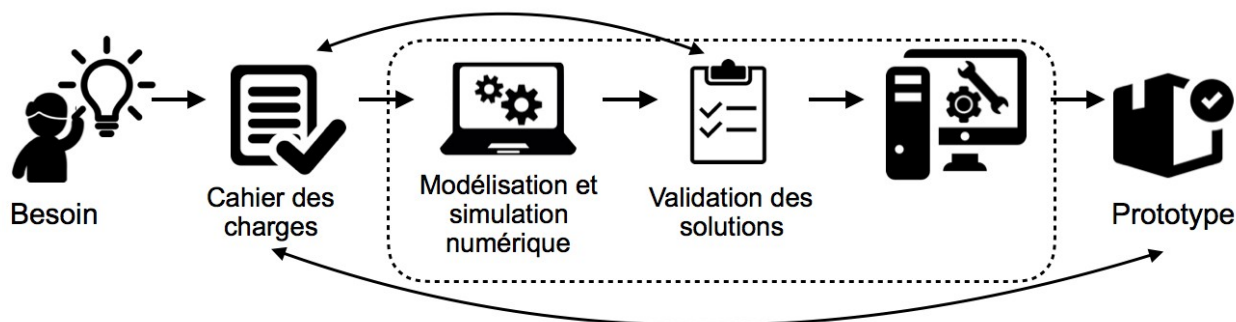 Besoin
Cahier des
charges
Modélisation et
simulation
numérique
Validation des
solutions
Prototype